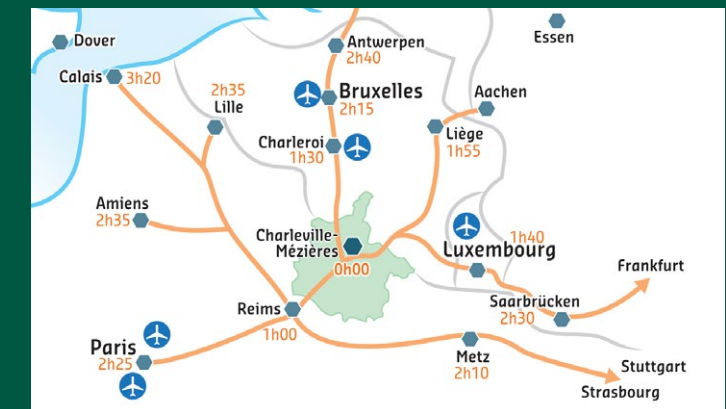 Dover
Calais 3h20
2h35
Lille
Antwerpen
2h40
Essen
Bruxelles
2h15
Aachen
Charleroi
1h30
Liège
1h55
Amiens
2h35
Charleville-
Mézières
0h00
1h40
Luxembourg
Frankfurt
Saarbrücken
2h30
Reims
1h00
Paris
2h25
Metz
2h10
Stuttgart
Strasbourg